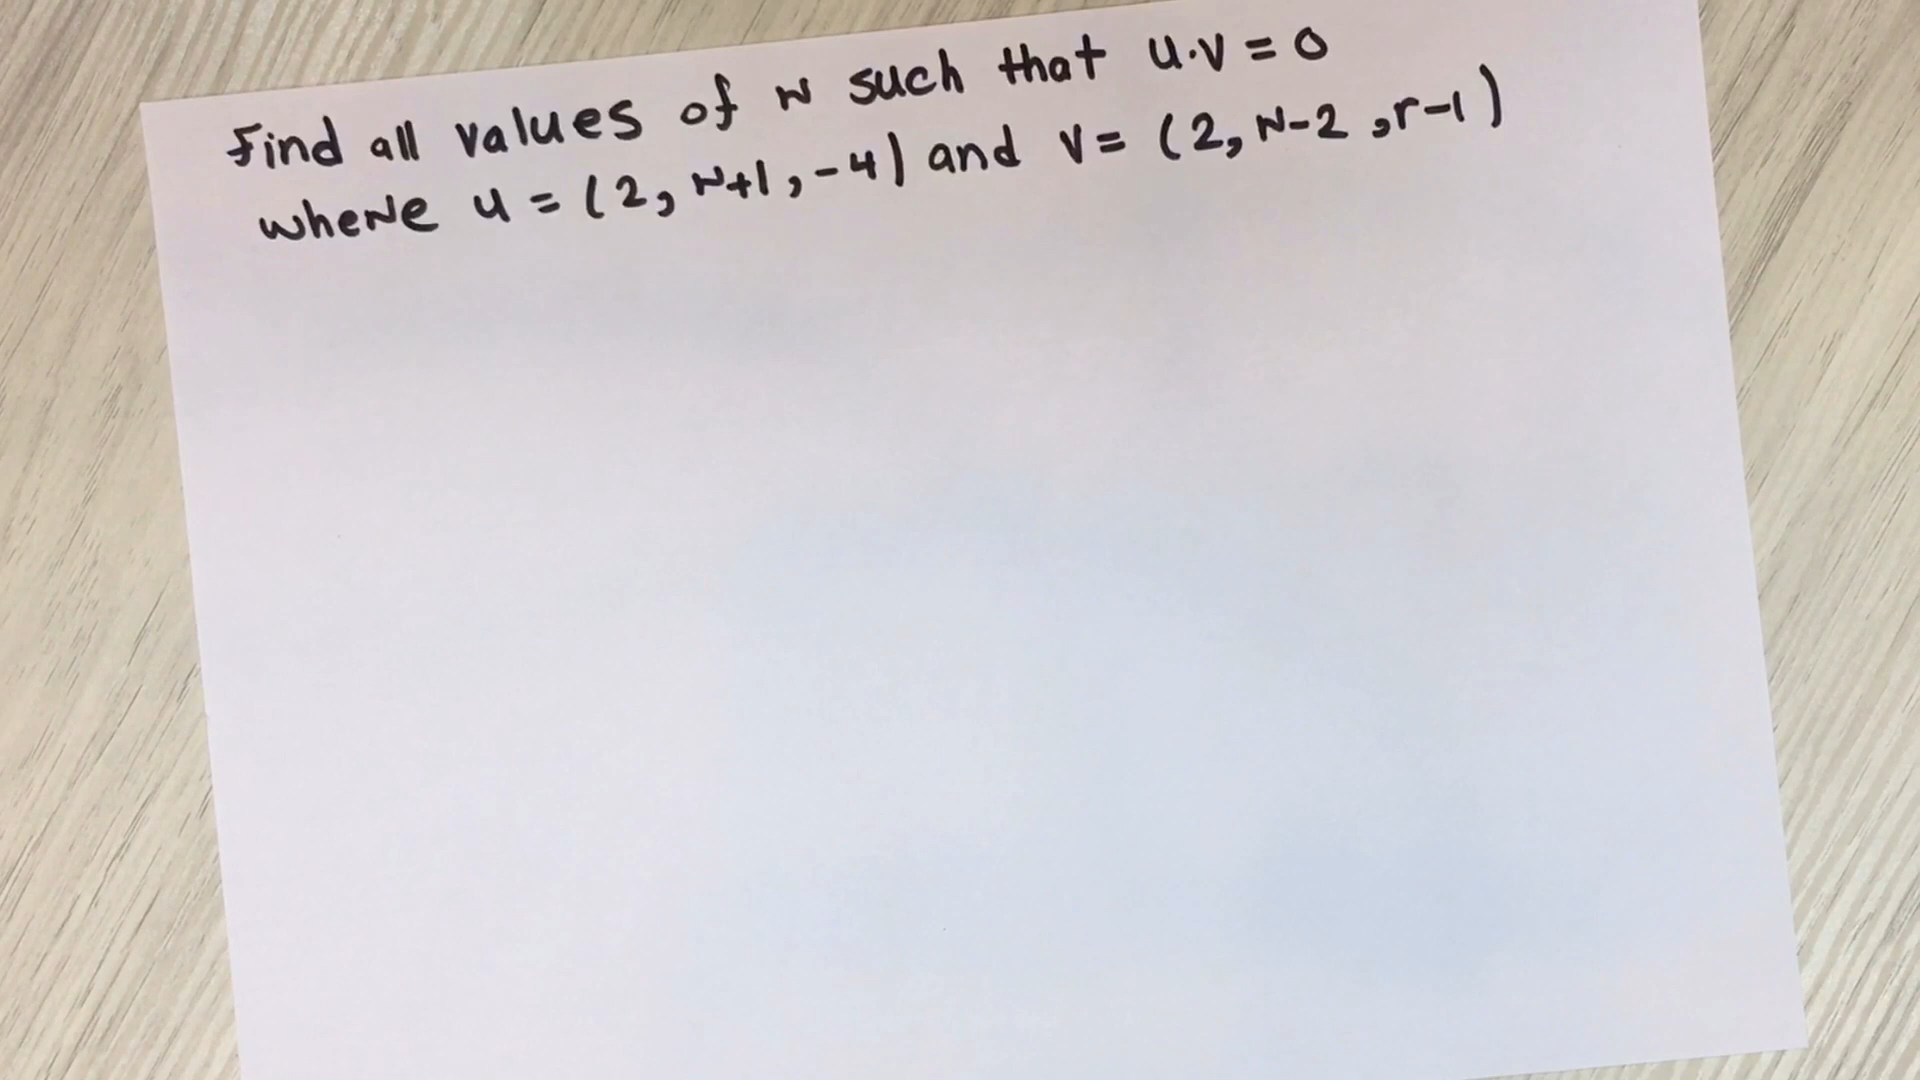 Find all values of r such that u·v = 0
where u = (2, r+1, -4) and v = (2, r-2, r-1)